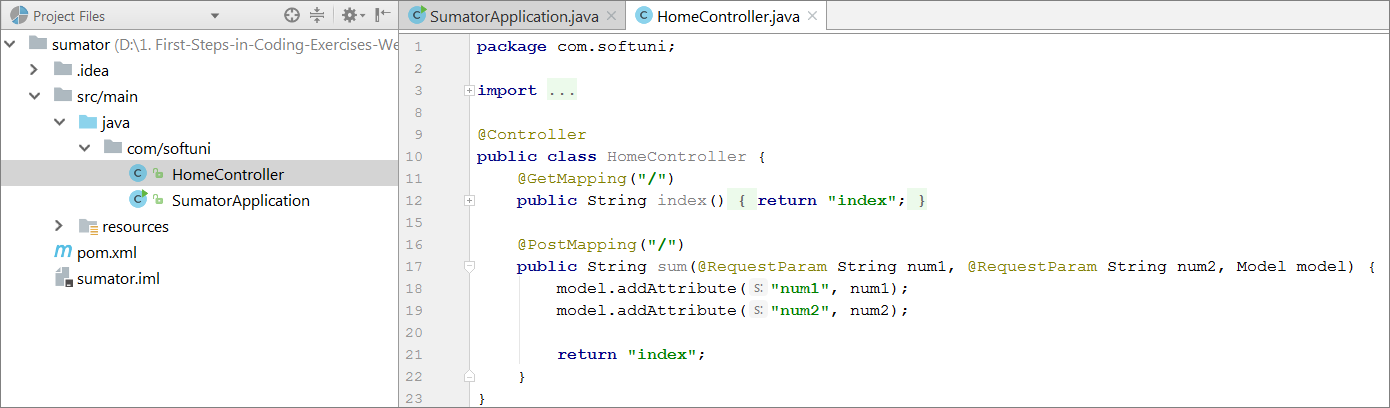 Project Files
sumator (D:\1. First-Steps-in-Coding-Exercises-We
.idea
src/main
java
com/softuni
HomeController
SumatorApplication
resources
pom.xml
sumator.iml
SumatorApplication.java HomeController.java
1 package com.softuni;
2
3 import ...
8
9 @Controller
10 public class HomeController {
11 @GetMapping("/")
12 public String index() { return "index"; }
15
16 @PostMapping("/")
17 public String sum(@RequestParam String num1, @RequestParam String num2, Model model) {
18 model.addAttribute( s: "num1", num1);
19 model.addAttribute( s: "num2", num2);
20
21 return "index";
22 }
23 }